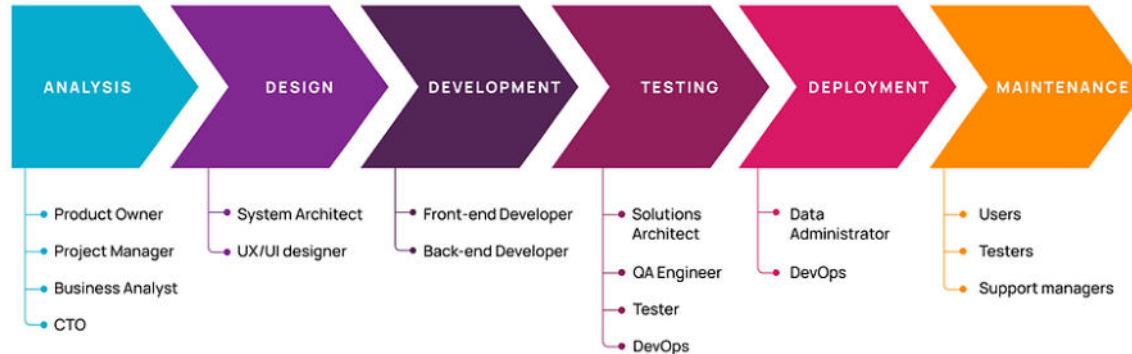 ANALYSIS
DESIGN
DEVELOPMENT
TESTING
DEPLOYMENT
MAINTENANCE
Product Owner
Project Manager
Business Analyst
CTO
System Architect
UX/UI designer
Front-end Developer
Back-end Developer
Solutions
Architect
QA Engineer
Tester
DevOps
Data
Administrator
DevOps
Users
Testers
Support managers